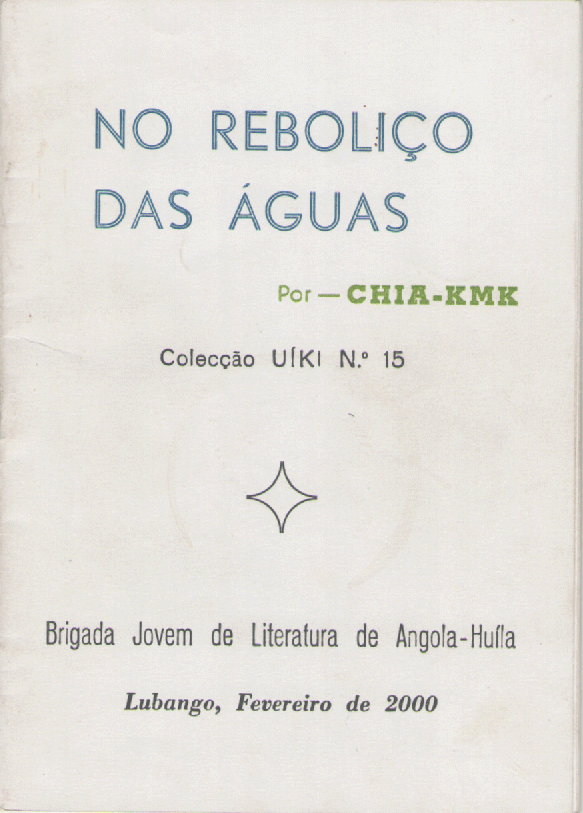 NO REBOLIÇO
DAS ÁGUAS
Por — CHIA-KMK
Colecção UÍKI N.º 15
Brigada Jovem de Literatura de Angola-Huíla
Lubango, Fevereiro de 2000